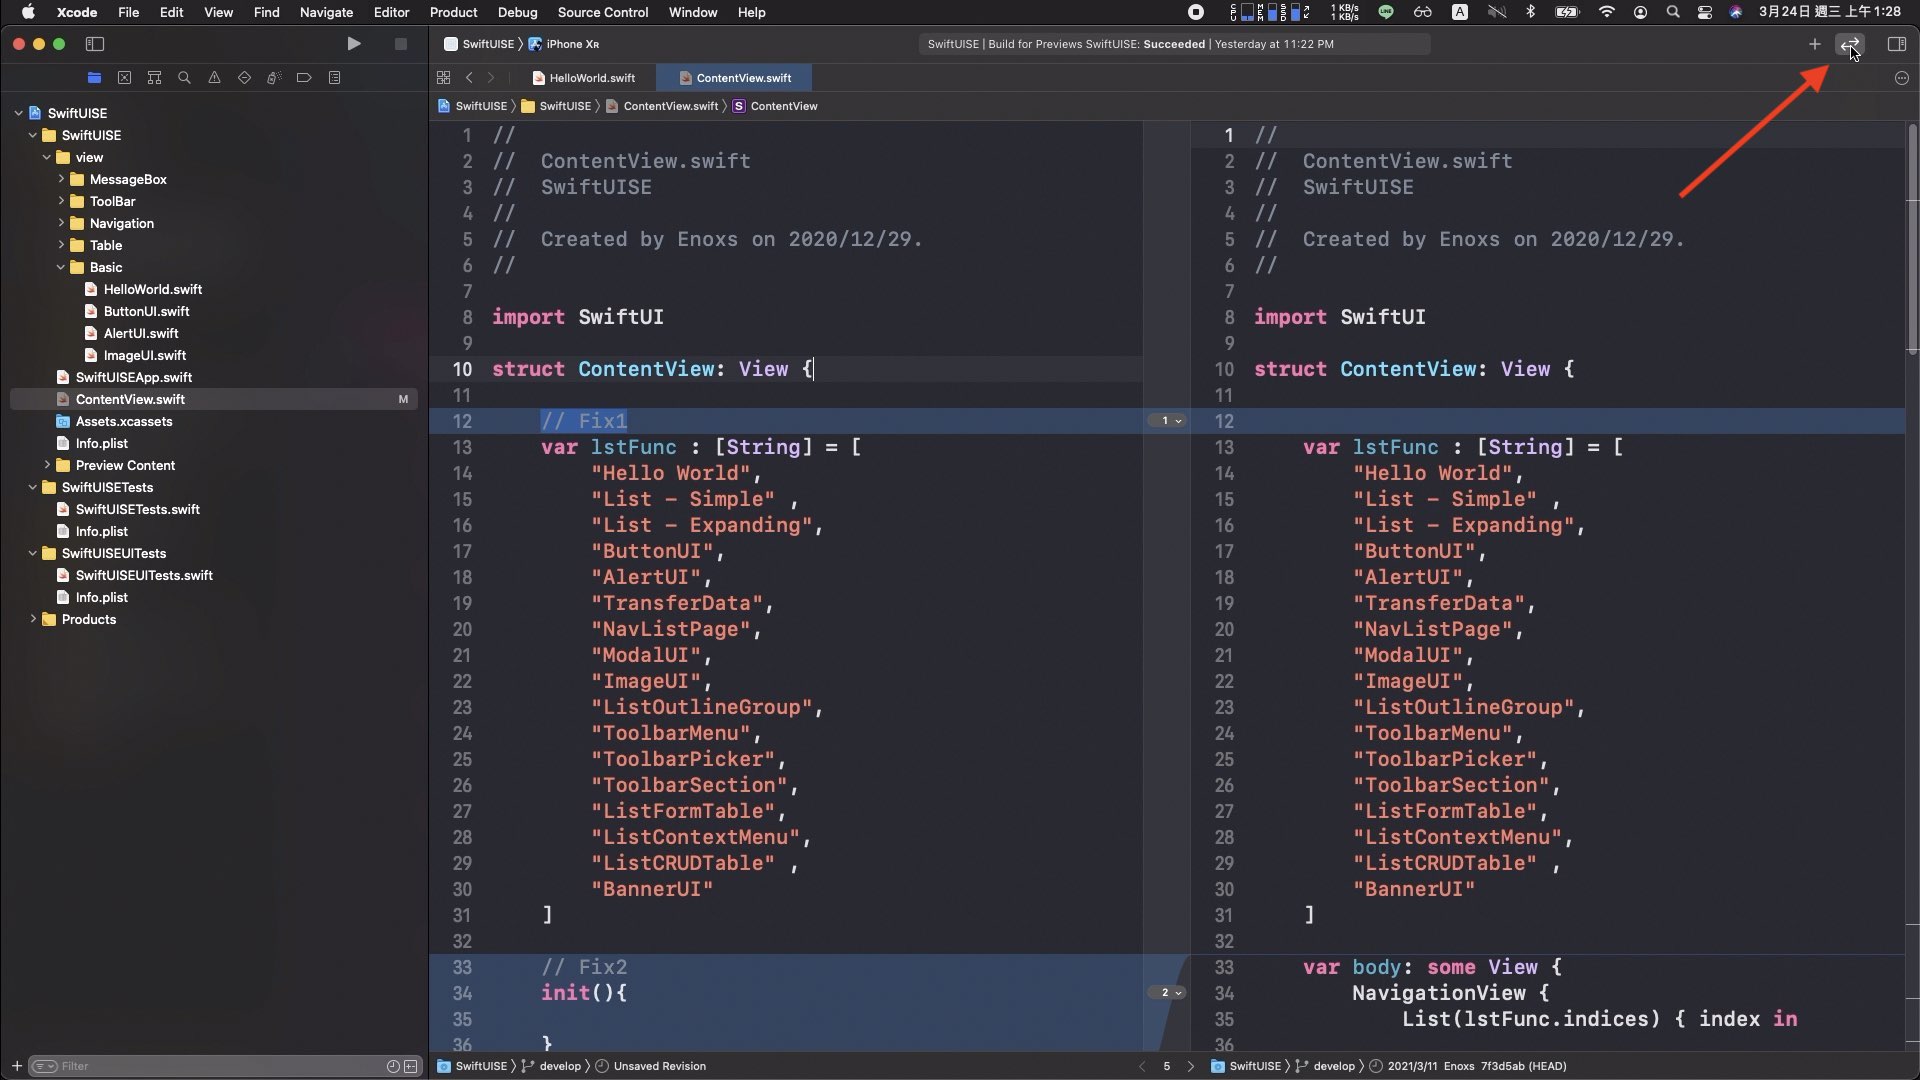 Xcode File Edit View Find Navigate Editor Product Debug Source Control Window Help
1 KB/s
1 KB/s
A
3月24日 週三 上午1:28
SwiftUISE 〉 iPhone XR
SwiftUISE | Build for Previews SwiftUISE: Succeeded | Yesterday at 11:22 PM
HelloWorld.swift
ContentView.swift
SwiftUISE 〉 SwiftUISE 〉 ContentView.swift 〉 S ContentView
SwiftUISE
SwiftUISE
view
MessageBox
ToolBar
Navigation
Table
Basic
HelloWorld.swift
ButtonUI.swift
AlertUI.swift
ImageUI.swift
SwiftUISEApp.swift
ContentView.swift M
Assets.xcassets
Info.plist
Preview Content
SwiftUISETests
SwiftUISETests.swift
Info.plist
SwiftUISEUITests
SwiftUISEUITests.swift
Info.plist
Products
Filter
1 //
2 //  ContentView.swift
3 //  SwiftUISE
4 //
5 //  Created by Enoxs on 2020/12/29.
6 //
7
8 import SwiftUI
9
10 struct ContentView: View {
11
12     // Fix1
13     var lstFunc : [String] = [
14         "Hello World",
15         "List - Simple" ,
16         "List - Expanding",
17         "ButtonUI",
18         "AlertUI",
19         "TransferData",
20         "NavListPage",
21         "ModalUI",
22         "ImageUI",
23         "ListOutlineGroup",
24         "ToolbarMenu",
25         "ToolbarPicker",
26         "ToolbarSection",
27         "ListFormTable",
28         "ListContextMenu",
29         "ListCRUDTable" ,
30         "BannerUI"
31     ]
32
33     // Fix2
34     init(){
35
36     }
1
2
1 //
2 //  ContentView.swift
3 //  SwiftUISE
4 //
5 //  Created by Enoxs on 2020/12/29.
6 //
7
8 import SwiftUI
9
10 struct ContentView: View {
11
12
13     var lstFunc : [String] = [
14         "Hello World",
15         "List - Simple" ,
16         "List - Expanding",
17         "ButtonUI",
18         "AlertUI",
19         "TransferData",
20         "NavListPage",
21         "ModalUI",
22         "ImageUI",
23         "ListOutlineGroup",
24         "ToolbarMenu",
25         "ToolbarPicker",
26         "ToolbarSection",
27         "ListFormTable",
28         "ListContextMenu",
29         "ListCRUDTable" ,
30         "BannerUI"
31     ]
32
33     var body: some View {
34         NavigationView {
35             List(lstFunc.indices) { index in
36
SwiftUISE 〉 develop 〉 Unsaved Revision
5
SwiftUISE 〉 develop 〉 2021/3/11 Enoxs 7f3d5ab (HEAD)